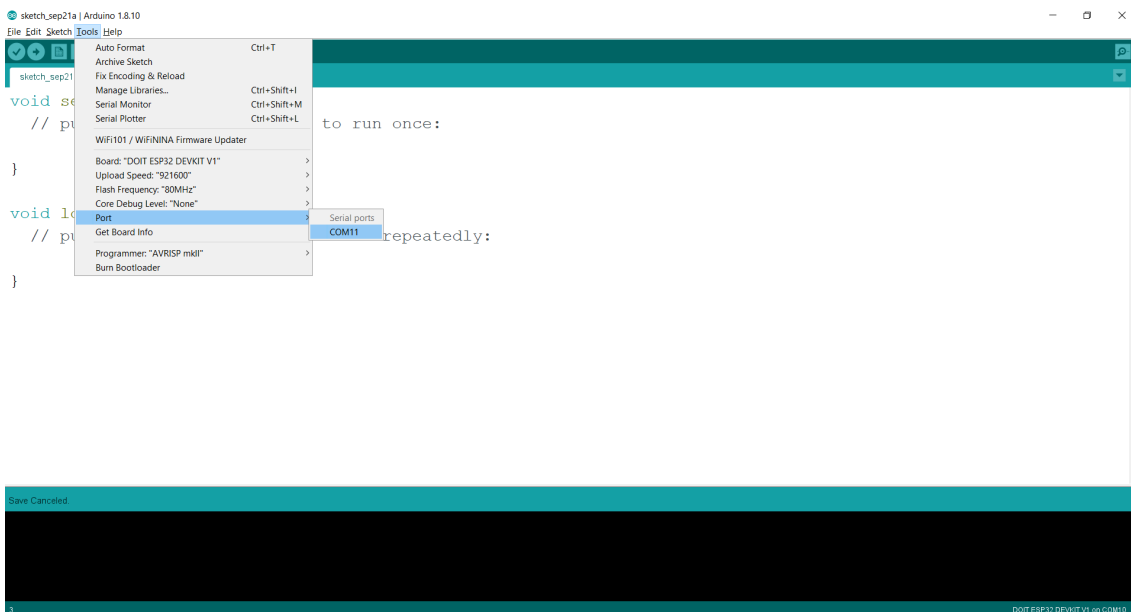 sketch_sep21a | Arduino 1.8.10
File Edit Sketch Tools Help
Auto Format Ctrl+T
Archive Sketch
sketch_sep21
Fix Encoding & Reload
Manage Libraries... Ctrl+Shift+I
void se
Serial Monitor Ctrl+Shift+M
Serial Plotter Ctrl+Shift+L
// pu to run once:
WiFi101 / WiFiNINA Firmware Updater
Board: "DOIT ESP32 DEVKIT V1"
}
Upload Speed: "921600"
Flash Frequency: "80MHz"
Core Debug Level: "None"
void lo
Port Serial ports
Get Board Info COM11
// pu repeatedly:
Programmer: "AVRISP mkII"
Burn Bootloader
}
Save Canceled.
3 DOIT ESP32 DEVKIT V1 on COM10